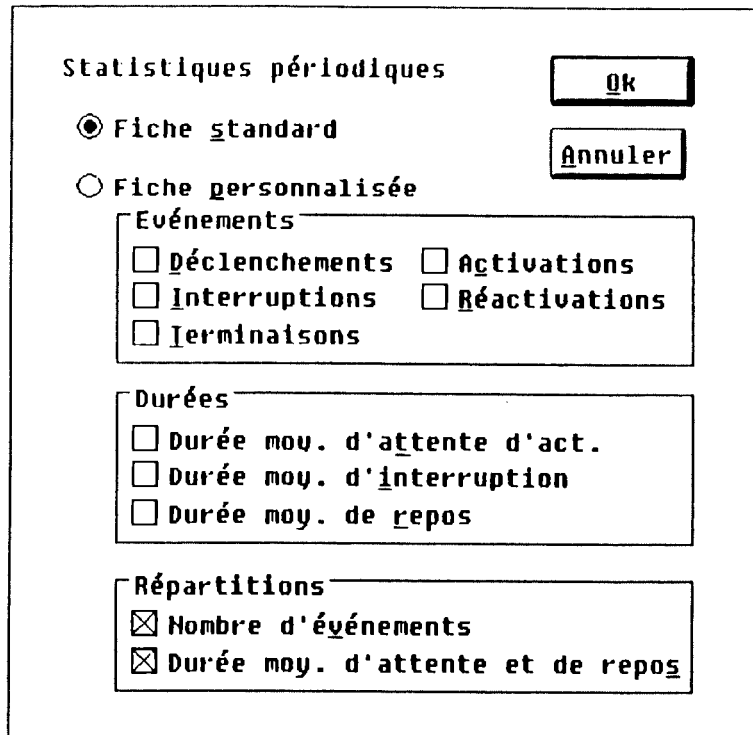 Statistiques périodiques
Ok
Fiche standard
Annuler
Fiche personnalisée
Evénements
Déclenchements
Activations
Interruptions
Réactivations
Terminaisons
Durées
Durée moy. d'attente d'act.
Durée moy. d'interruption
Durée moy. de repos
Répartitions
Nombre d'événements
Durée moy. d'attente et de repos